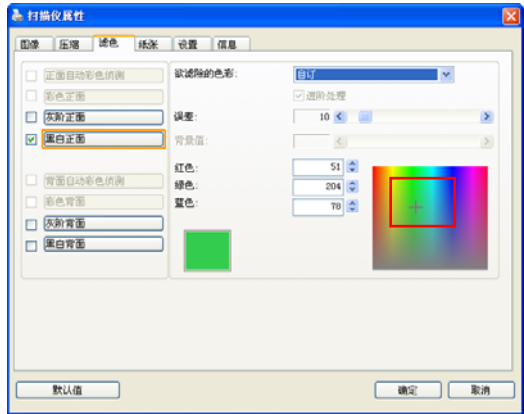 扫描仪属性
图像 压缩 滤色 纸张 设置 信息
正面自动彩色侦测
彩色正面
灰阶正面
黑白正面
背面自动彩色侦测
彩色背面
灰阶背面
黑白背面
欲滤除的色彩: 自订
进阶处理
误差: 10
背景值:
红色: 51
绿色: 204
蓝色: 78
默认值 确定 取消